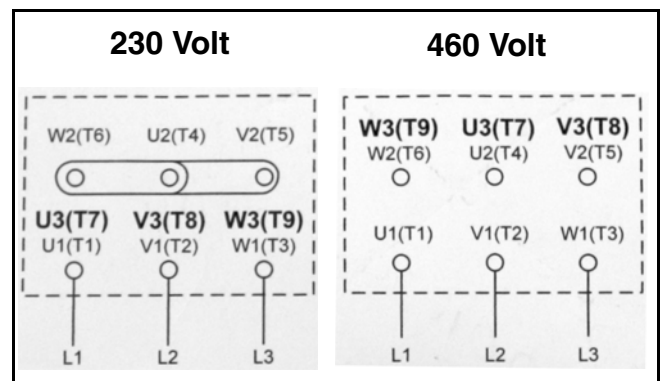 230 Volt
W2(T6) U2(T4) V2(T5)
U3(T7) V3(T8) W3(T9)
U1(T1) V1(T2) W1(T3)
L1 L2 L3
460 Volt
W3(T9) U3(T7) V3(T8)
W2(T6) U2(T4) V2(T5)
U1(T1) V1(T2) W1(T3)
L1 L2 L3